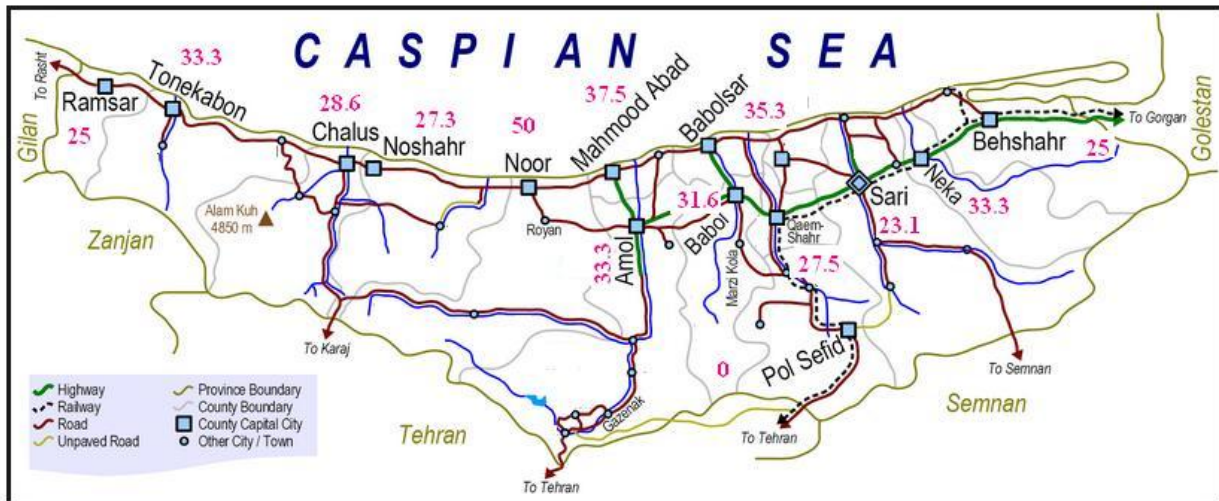 CASPIAN SEA
33.3
To Rasht
Ramsar
Tonekabon
Gilan
25
28.6
Chalus
27.3
Noshahr
50
Noor
37.5
Mahmood Abad
Babolsar
35.3
Behshahr
To Gorgan
Golestan
25
Neka
33.3
Sari
23.1
31.6
Babol
Qaem-
Shahr
27.5
Alam Kuh
4850 m
Royan
Amol
33.3
Marzi Kola
Zanjan
To Karaj
0
Pol Sefid
To Semnan
Semnan
Gazenak
Tehran
To Tehran
To Tehran
Highway
Railway
Road
Unpaved Road
Province Boundary
County Boundary
County Capital City
Other City / Town